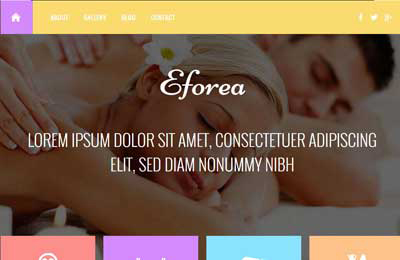 ABOUT GALLERY BLOG CONTACT
Eforea
LOREM IPSUM DOLOR SIT AMET, CONSECTETUER ADIPISCING
ELIT, SED DIAM NONUMMY NIBH